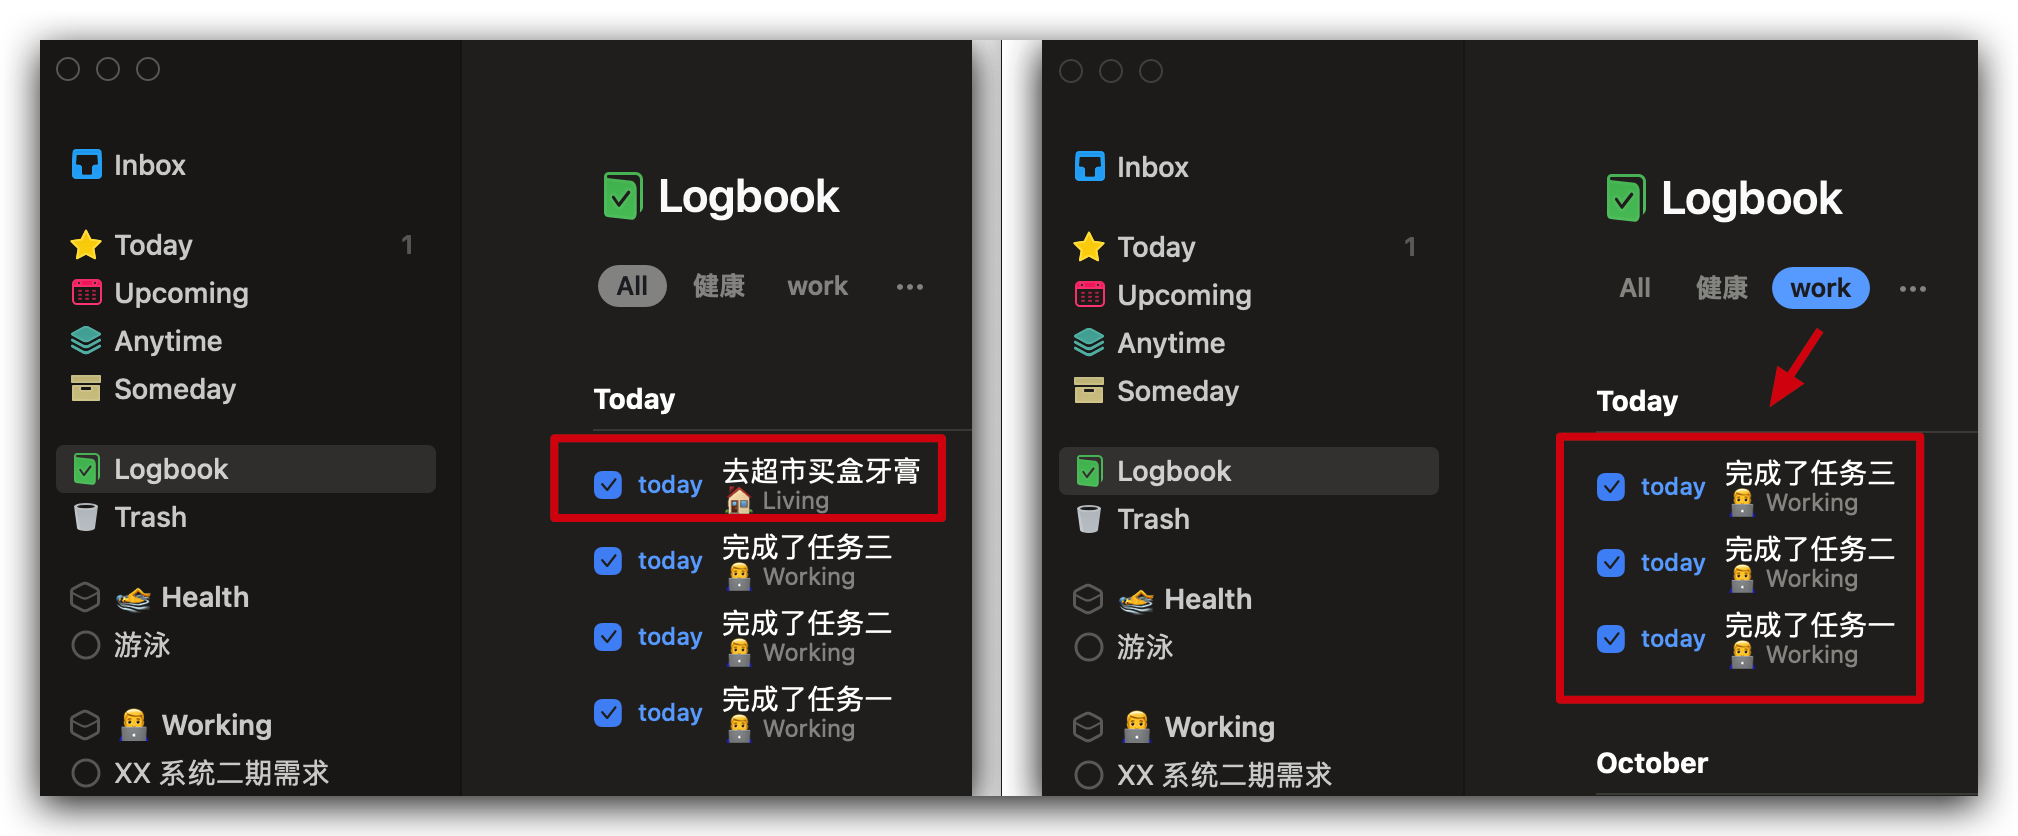 Inbox
Today 1
Upcoming
Anytime
Someday
Logbook
Trash
Health
游泳
Working
XX 系统二期需求
Logbook
All 健康 work ...
Today
today 去超市买盒牙膏
Living
today 完成了任务三
Working
today 完成了任务二
Working
today 完成了任务一
Working
Inbox
Today 1
Upcoming
Anytime
Someday
Logbook
Trash
Health
游泳
Working
XX 系统二期需求
Logbook
All 健康 work ...
Today
today 完成了任务三
Working
today 完成了任务二
Working
today 完成了任务一
Working
October